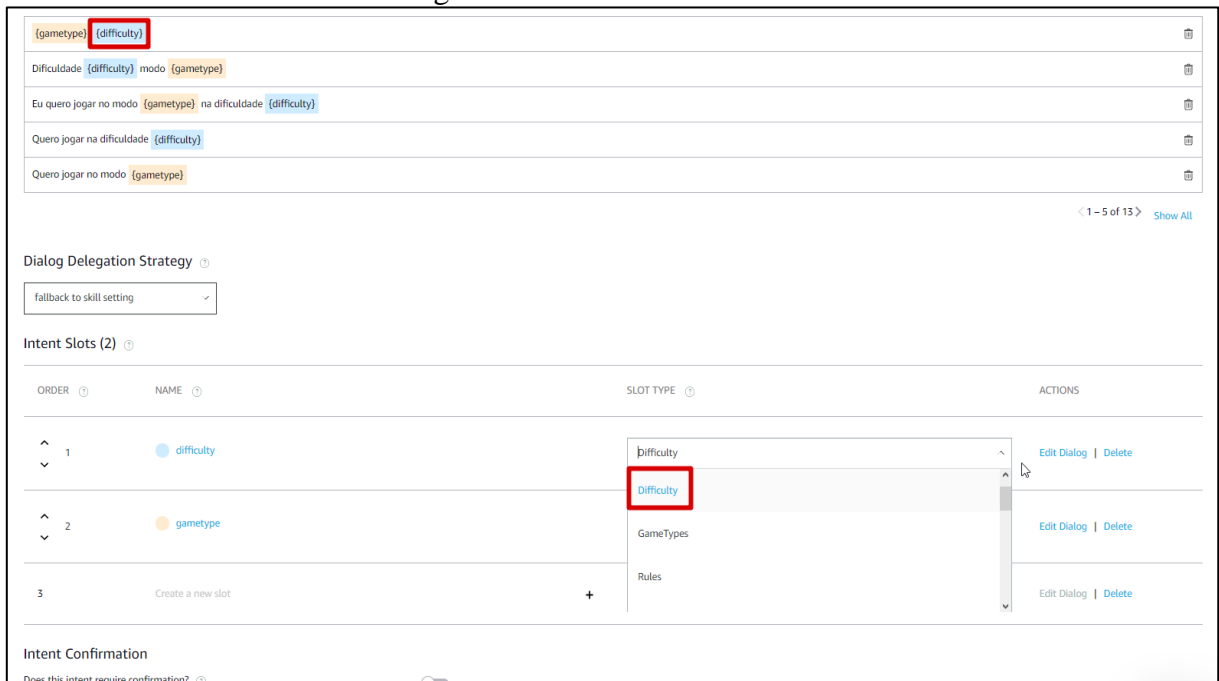 {gametype} {difficulty}
Dificuldade {difficulty} modo {gametype}
Eu quero jogar no modo {gametype} na dificuldade {difficulty}
Quero jogar na dificuldade {difficulty}
Quero jogar no modo {gametype}
< 1 – 5 of 13 > Show All
Dialog Delegation Strategy
fallback to skill setting
Intent Slots (2)
ORDER NAME SLOT TYPE ACTIONS
1 difficulty Difficulty Edit Dialog | Delete
Difficulty
2 gametype Edit Dialog | Delete
GameTypes
Rules
3 Create a new slot + Edit Dialog | Delete
Intent Confirmation
Does this intent require confirmation?